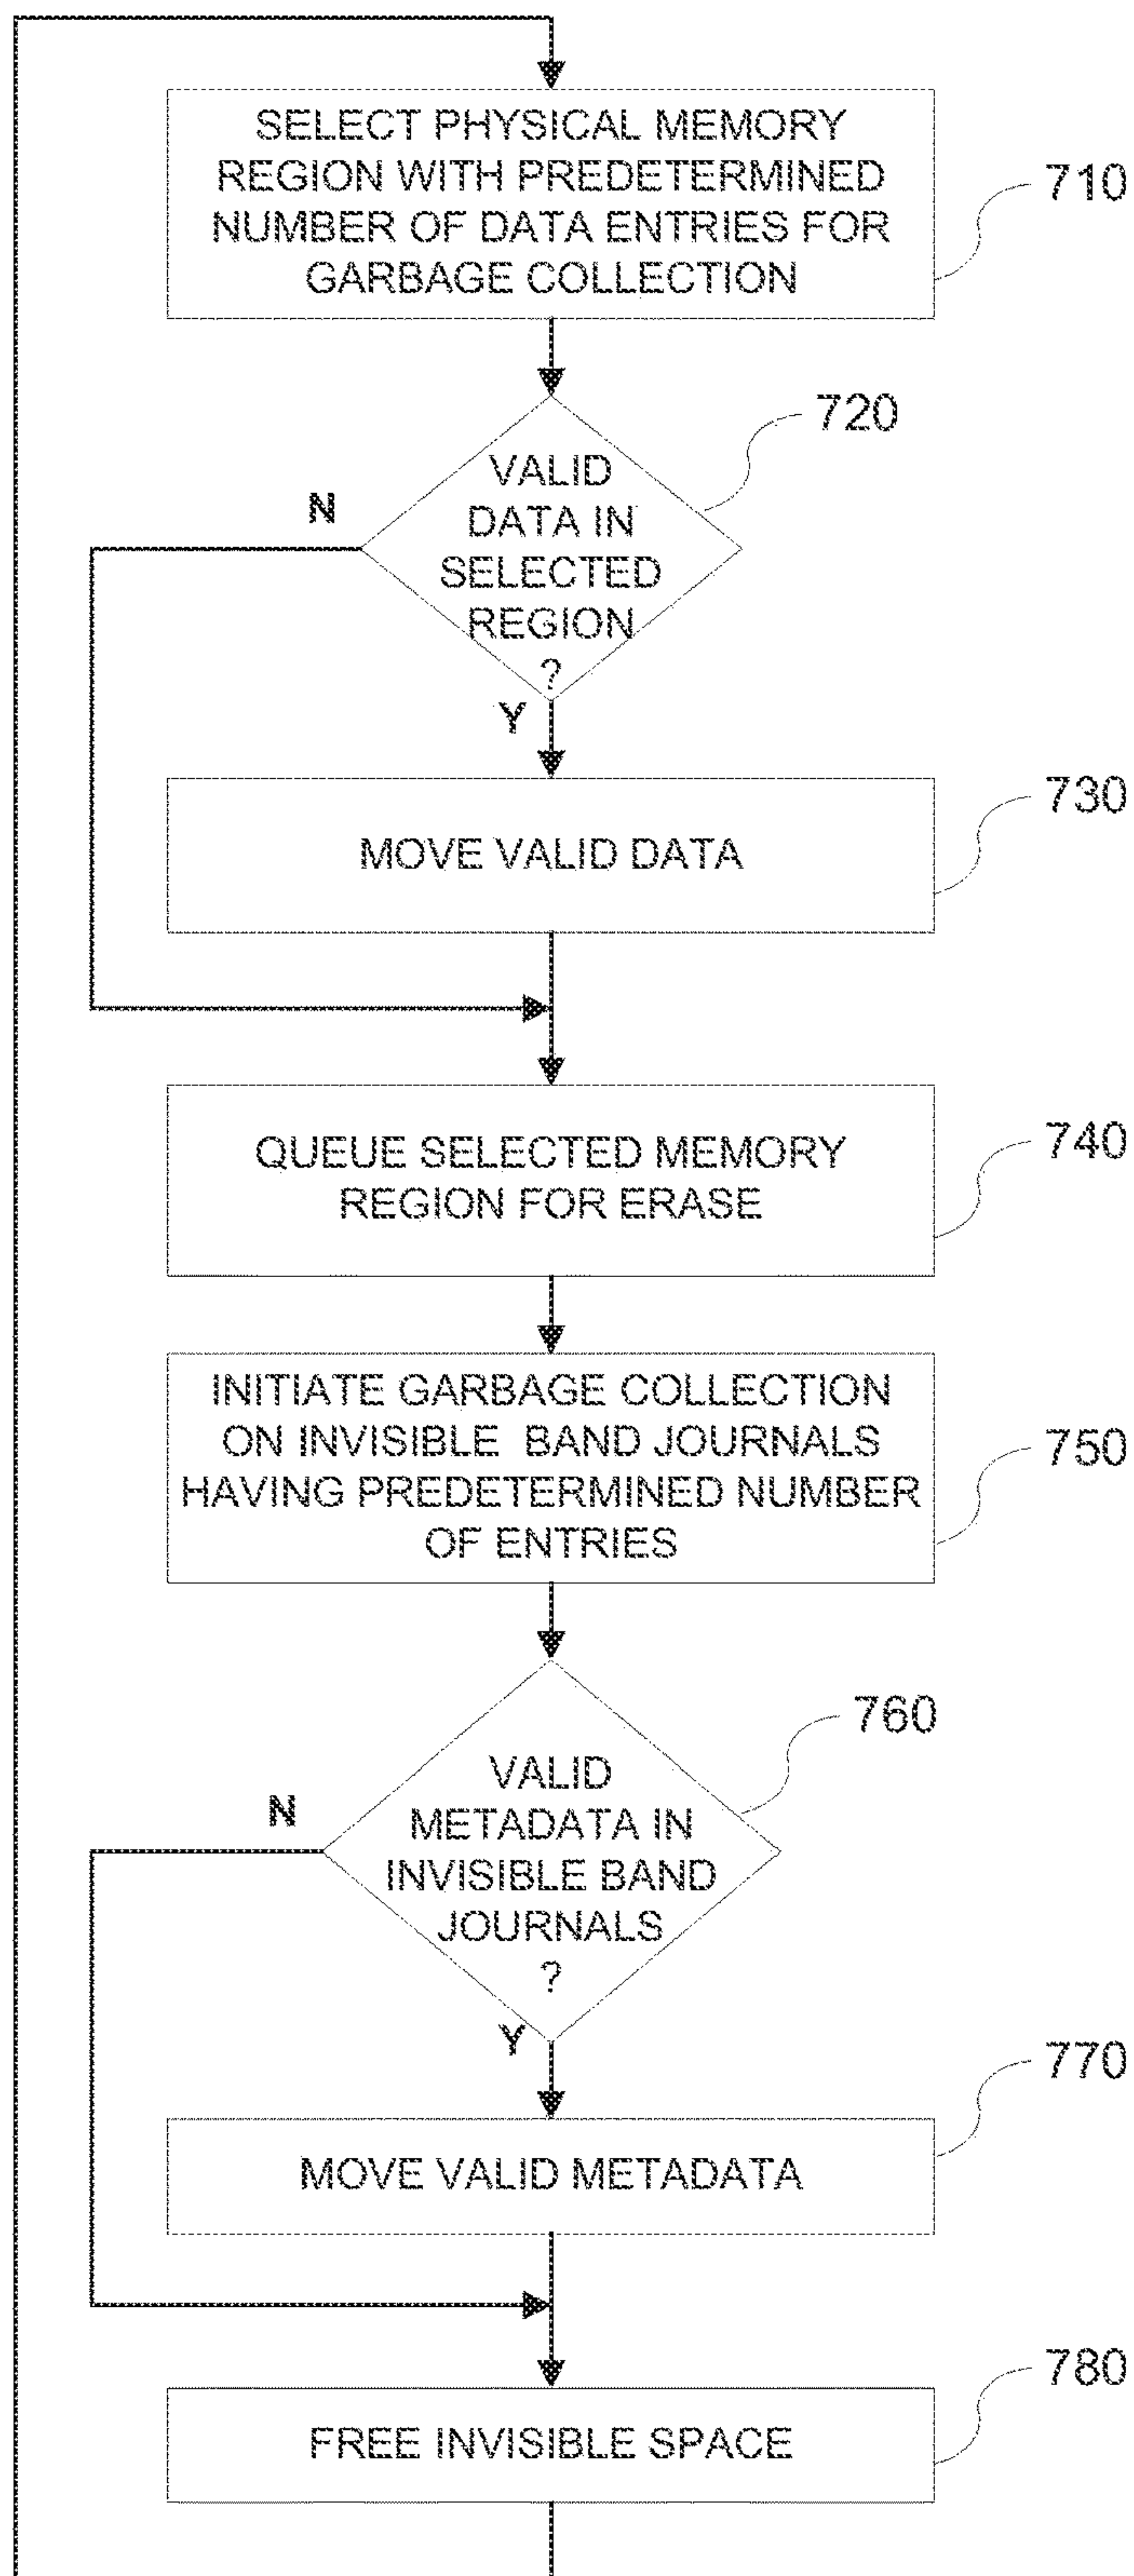 SELECT PHYSICAL MEMORY
REGION WITH PREDETERMINED
NUMBER OF DATA ENTRIES FOR
GARBAGE COLLECTION
710
720
VALID
DATA IN
SELECTED
REGION
?
N
Y
730
MOVE VALID DATA
740
QUEUE SELECTED MEMORY
REGION FOR ERASE
INITIATE GARBAGE COLLECTION
ON INVISIBLE BAND JOURNALS
HAVING PREDETERMINED NUMBER
OF ENTRIES
750
760
VALID
METADATA IN
INVISIBLE BAND
JOURNALS
?
N
Y
770
MOVE VALID METADATA
780
FREE INVISIBLE SPACE